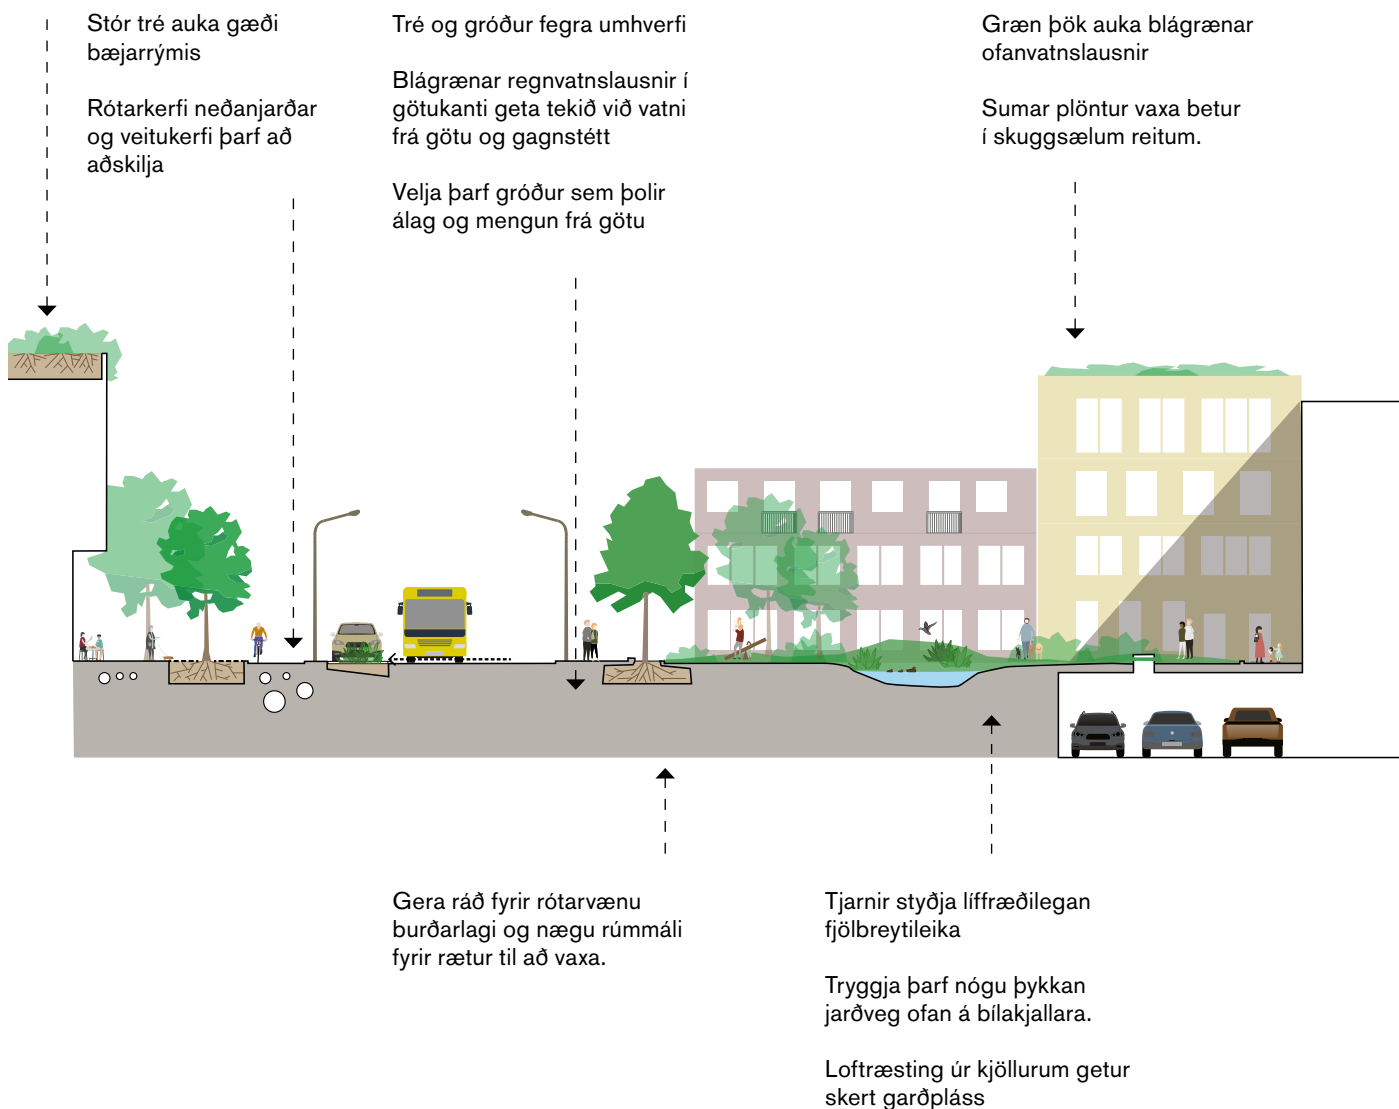 Stór tré auka gæði
bæjarrýmis
Rótarkerfi neðanjarðar
og veitukerfi þarf að
aðskilja
Tré og gróður fegra umhverfi
Blágrænar regnvatnslausnir í
götukanti geta tekið við vatni
frá götu og gagnstétt
Velja þarf gróður sem þolir
álag og mengun frá götu
Græn þök auka blágrænar
ofanvatnslausnir
Sumar plöntur vaxa betur
í skuggsælum reitum.
Gera ráð fyrir rótarvænu
burðarlagi og nægu rúmmáli
fyrir rætur til að vaxa.
Tjarnir styðja líffræðilegan
fjölbreytileika
Tryggja þarf nógu þykkan
jarðveg ofan á bílakjallara.
Loftræsting úr kjöllurum getur
skert garðpláss